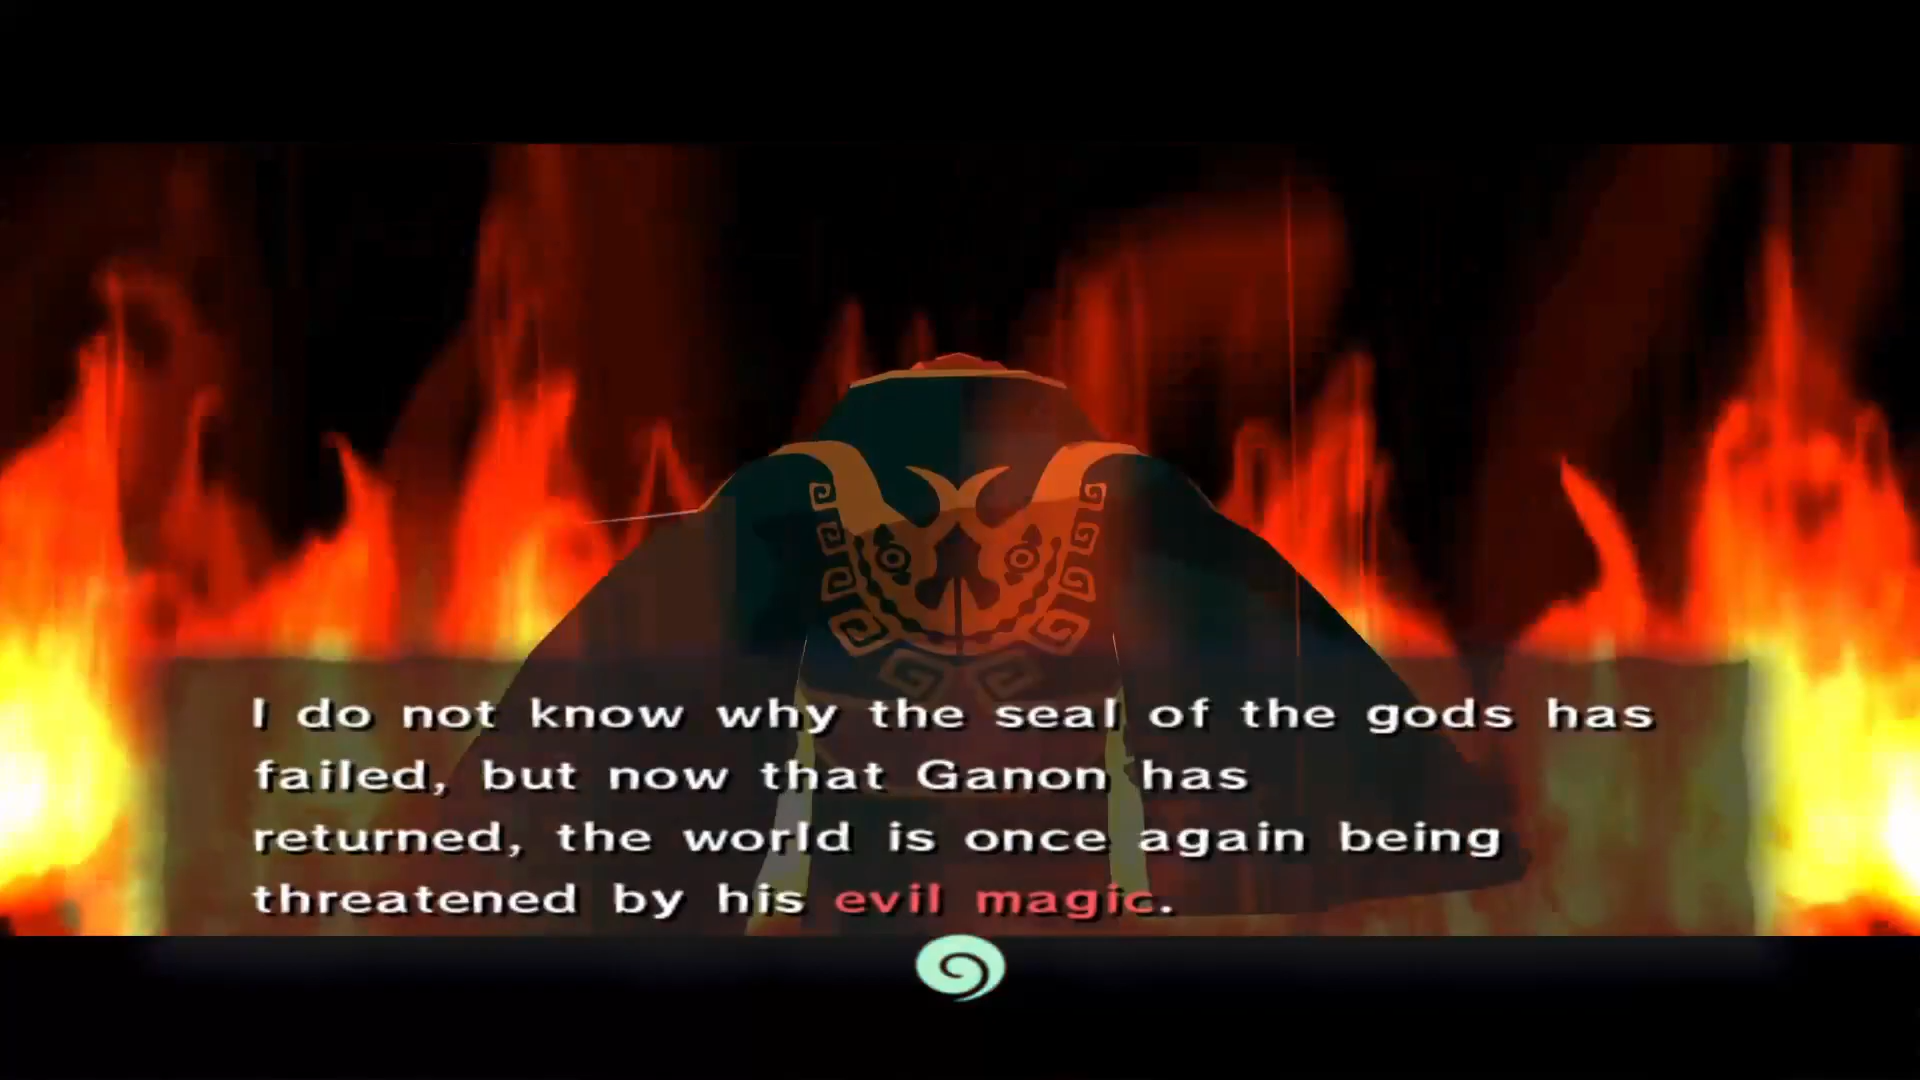 I do not know why the seal of the gods has
failed, but now that Ganon has
returned, the world is once again being
threatened by his evil magic.